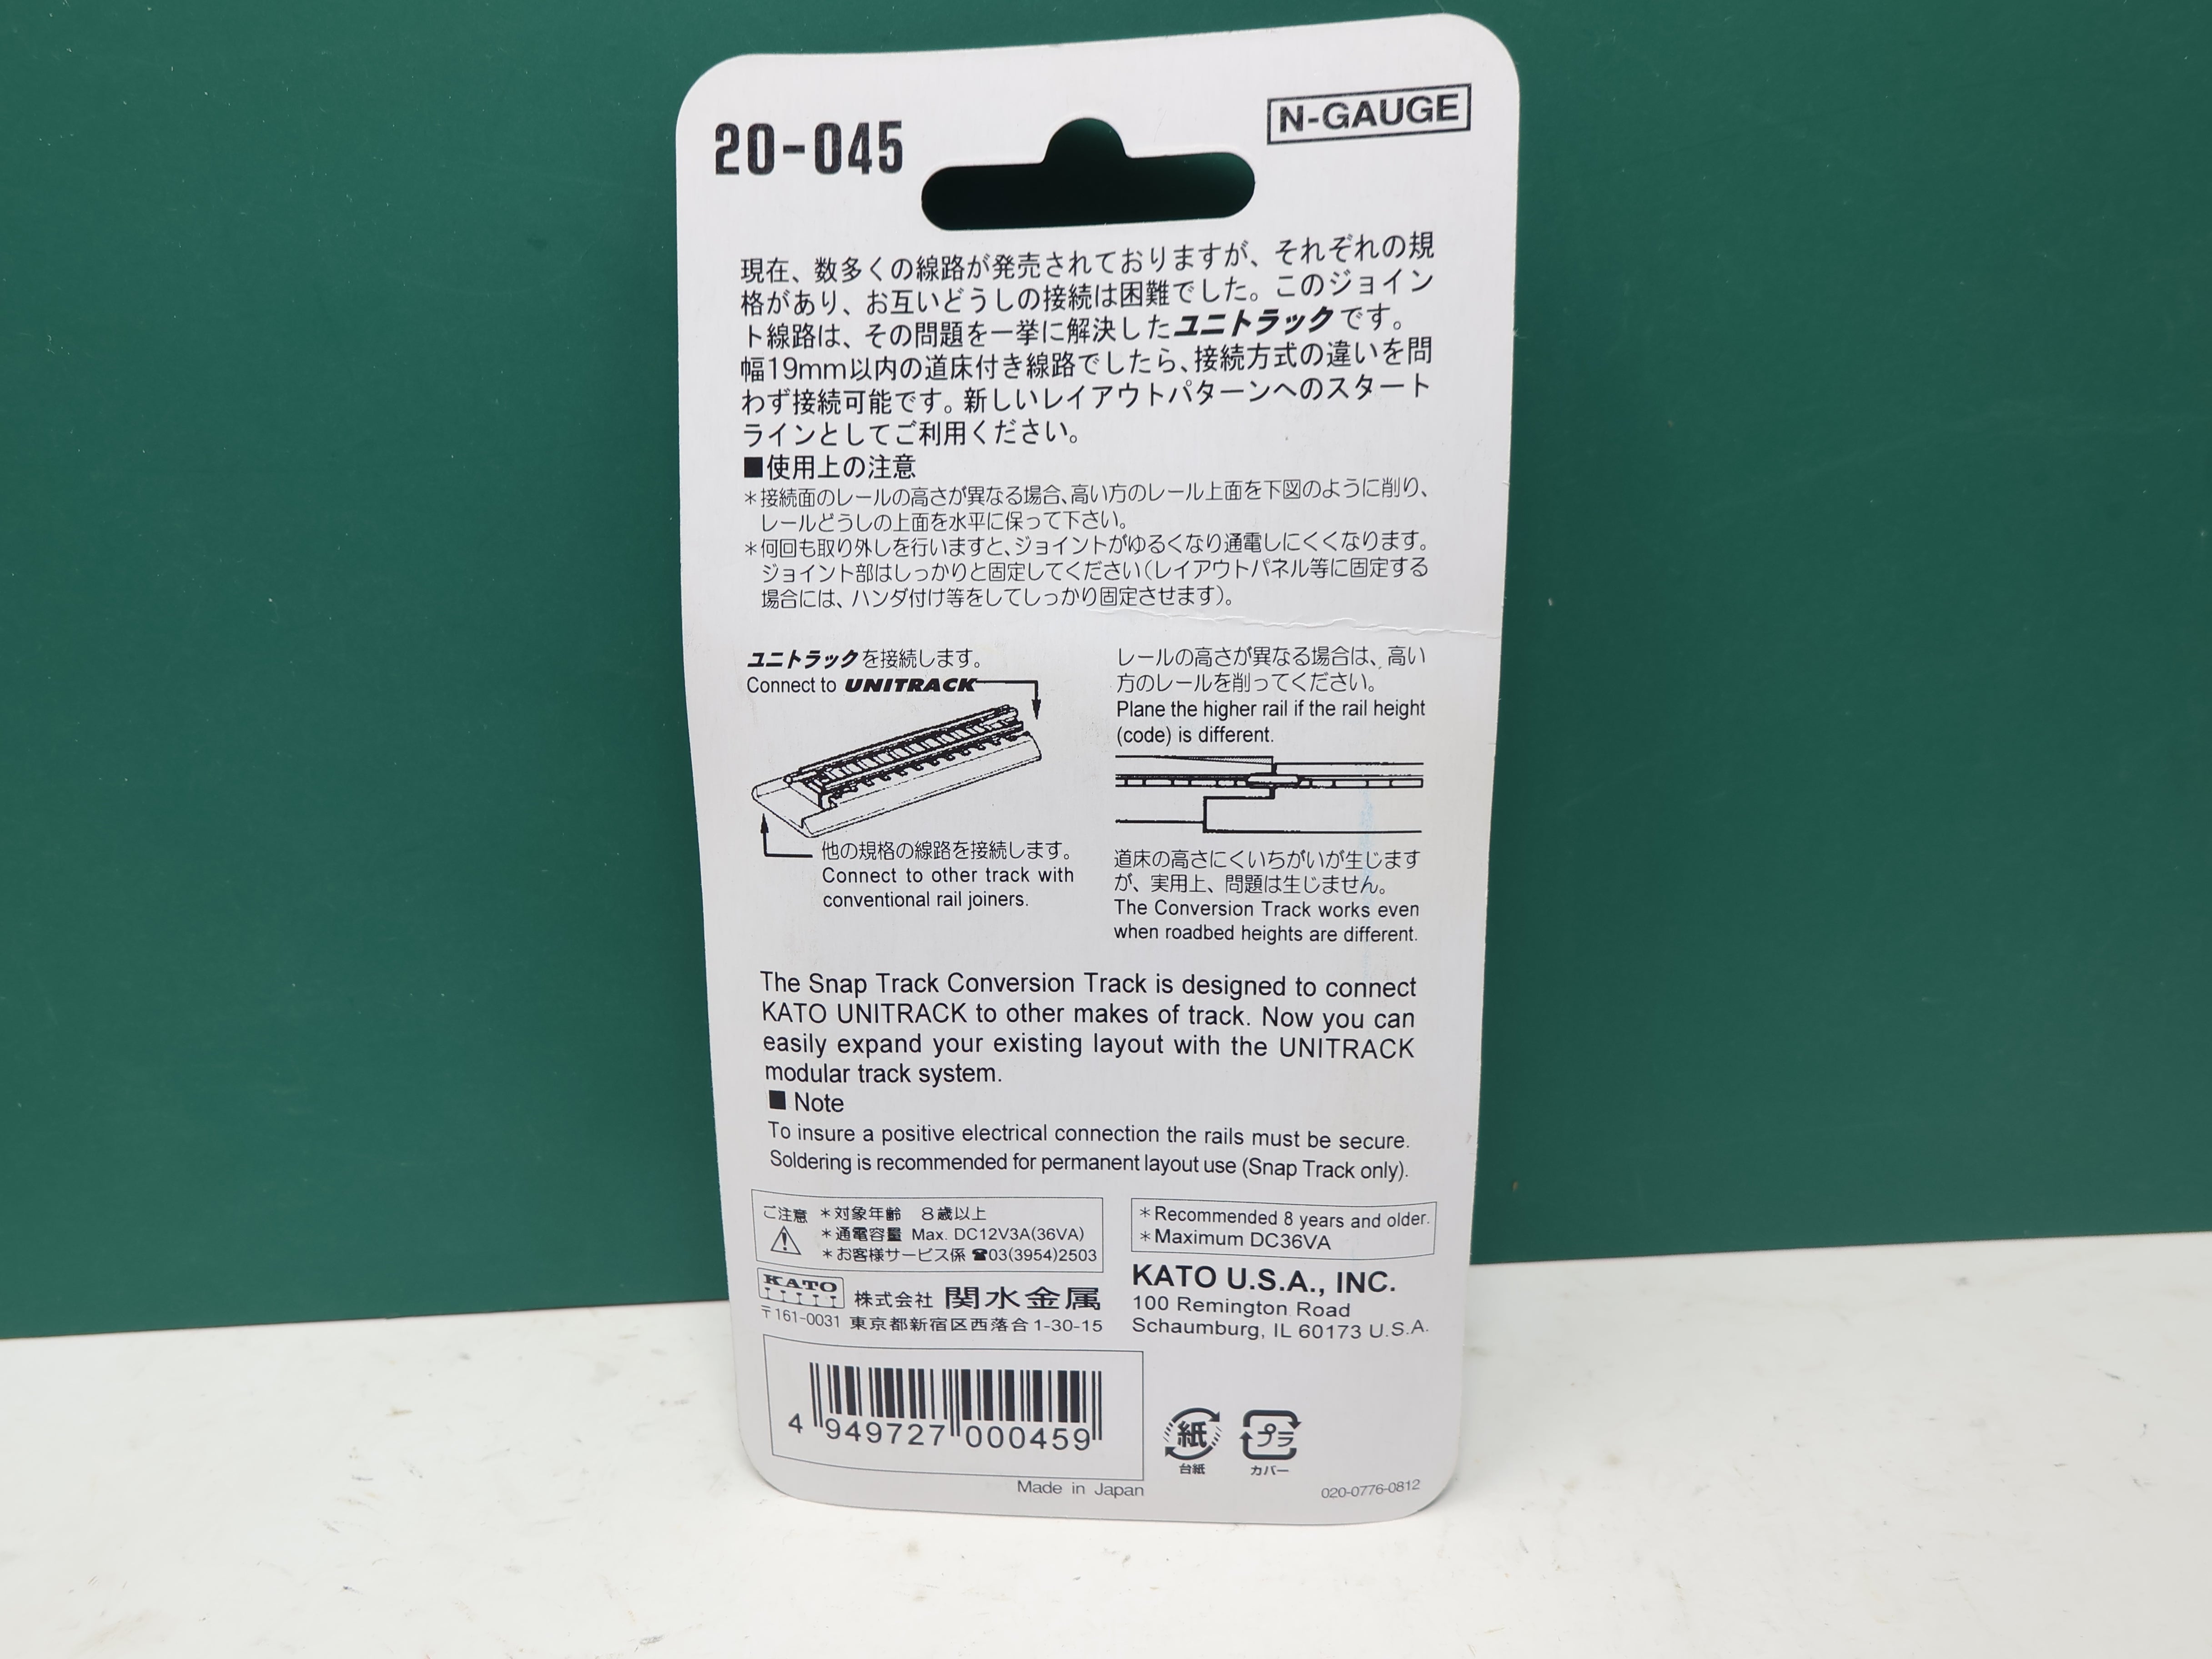 20-045
N-GAUGE
現在、数多くの線路が発売されておりますが、それぞれの規
格があり、お互いどうしの接続は困難でした。このジョイン
ト線路は、その問題を一挙に解決したユニトラックです。
幅19mm以内の道床付き線路でしたら、接続方式の違いを問
わず接続可能です。新しいレイアウトパターンへのスタート
ラインとしてご利用ください。
■使用上の注意
＊接続面のレールの高さが異なる場合、高い方のレール上面を下図のように削り、
レールどうしの上面を水平に保って下さい。
＊何回も取り外しを行いますと、ジョイントがゆるくなり通電しにくくなります。
ジョイント部はしっかりと固定してください(レイアウトパネル等に固定する
場合には、ハンダ付け等をしてしっかり固定させます)。
ユニトラックを接続します。
Connect to UNITRACK
他の規格の線路を接続します。
Connect to other track with
conventional rail joiners.
レールの高さが異なる場合は、高い
方のレールを削ってください。
Plane the higher rail if the rail height
(code) is different.
道床の高さにくいちがいが生じます
が、実用上、問題は生じません。
The Conversion Track works even
when roadbed heights are different.
The Snap Track Conversion Track is designed to connect
KATO UNITRACK to other makes of track. Now you can
easily expand your existing layout with the UNITRACK
modular track system.
■ Note
To insure a positive electrical connection the rails must be secure.
Soldering is recommended for permanent layout use (Snap Track only).
ご注意
＊対象年齢 8歳以上
＊通電容量 Max. DC12V3A(36VA)
＊お客様サービス係 ☎03(3954)2503
＊Recommended 8 years and older.
＊Maximum DC36VA
KATO 株式会社 関水金属
〒161-0031 東京都新宿区西落合1-30-15
KATO U.S.A., INC.
100 Remington Road
Schaumburg, IL 60173 U.S.A.
4 949727 000459
紙
台紙
プラ
カバー
Made in Japan
020-0776-0812